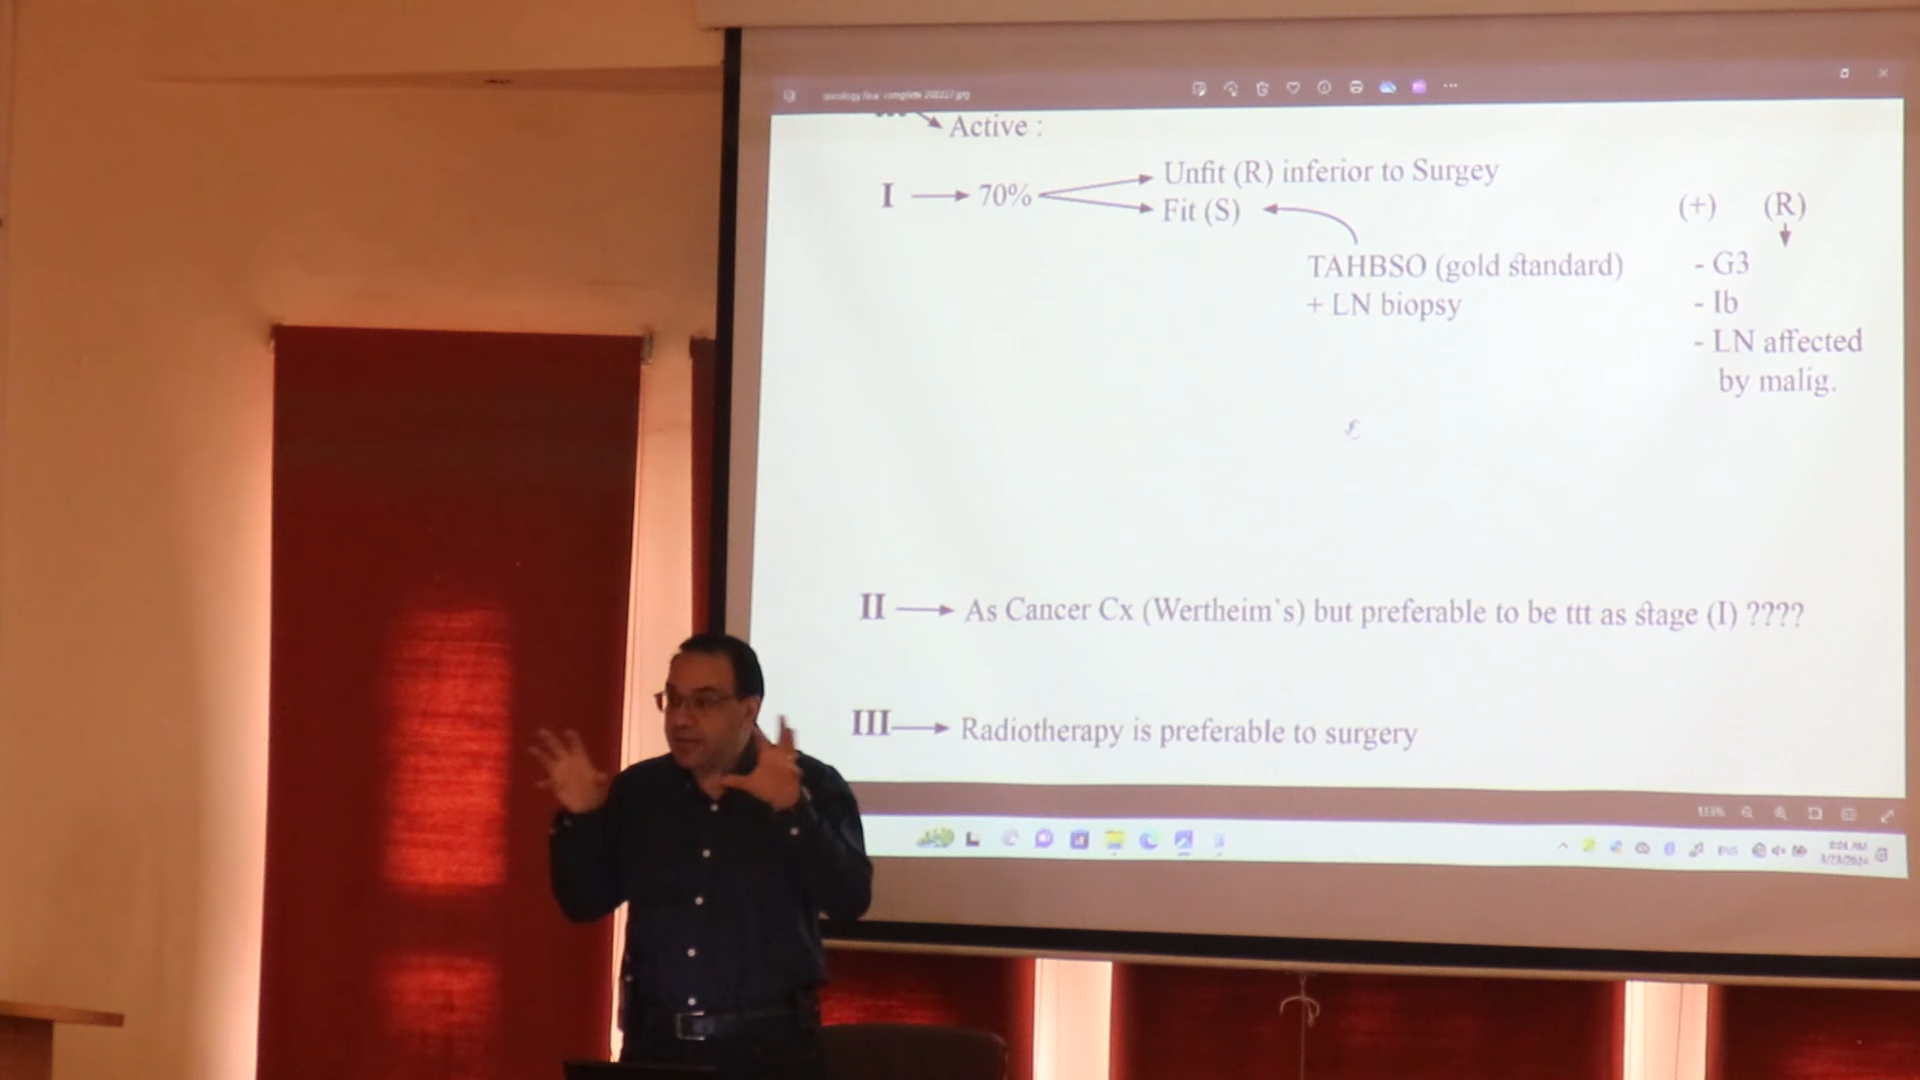 Active :
I → 70%
Unfit (R) inferior to Surgey
Fit (S)
TAHBSO (gold standard)
+ LN biopsy
(+) (R)
- G3
- Ib
- LN affected
by malig.
II → As Cancer Cx (Wertheim`s) but preferable to be ttt as stage (I) ????
III → Radiotherapy is preferable to surgery
ENG